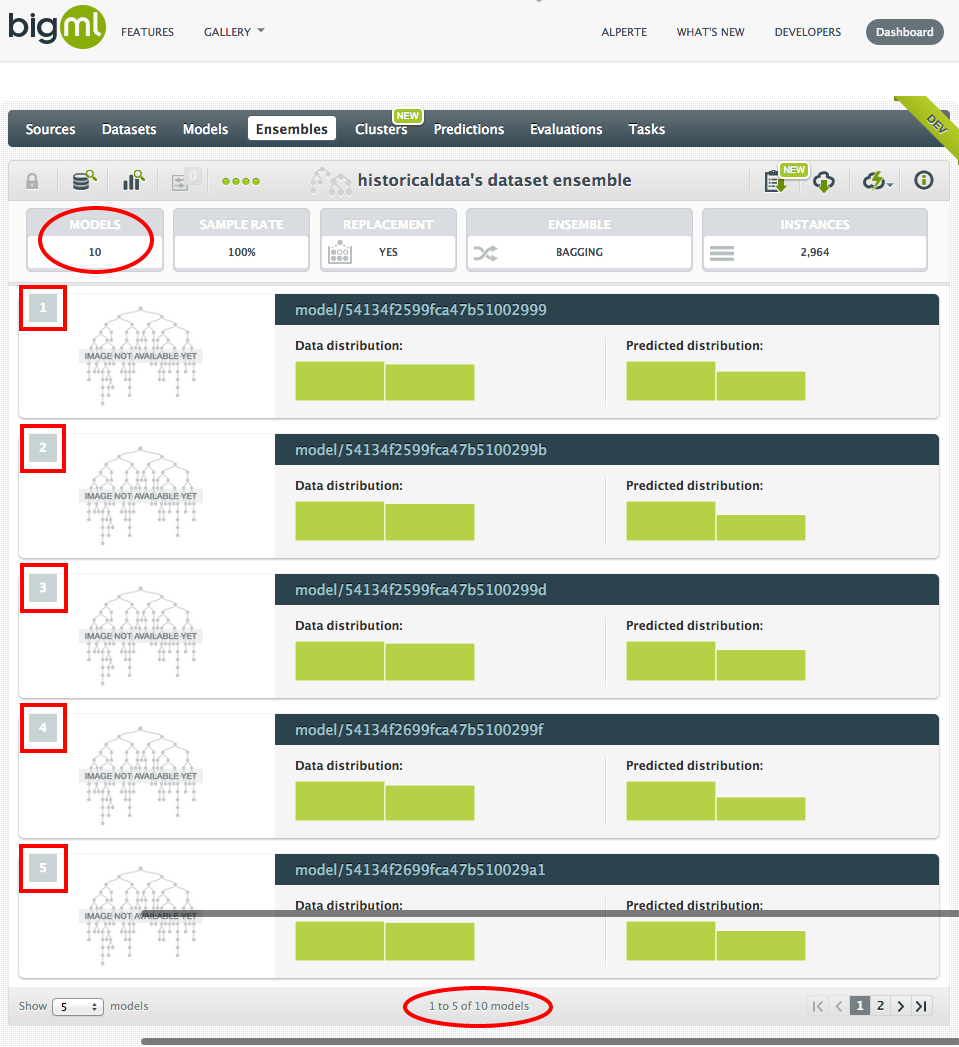 bigml FEATURES GALLERY ALPERTE WHAT'S NEW DEVELOPERS Dashboard
NEW
DEV
Sources Datasets Models Ensembles Clusters Predictions Evaluations Tasks
NEW
0
historicaldata's dataset ensemble
MODELS SAMPLE RATE REPLACEMENT ENSEMBLE INSTANCES
10 100% YES BAGGING 2,964
1
model/54134f2599fca47b51002999
Data distribution: Predicted distribution:
IMAGE NOT AVAILABLE YET
2
model/54134f2599fca47b5100299b
Data distribution: Predicted distribution:
IMAGE NOT AVAILABLE YET
3
model/54134f2599fca47b5100299d
Data distribution: Predicted distribution:
IMAGE NOT AVAILABLE YET
4
model/54134f2699fca47b5100299f
Data distribution: Predicted distribution:
IMAGE NOT AVAILABLE YET
5
model/54134f2699fca47b510029a1
Data distribution: Predicted distribution:
IMAGE NOT AVAILABLE YET
Show 5 models 1 to 5 of 10 models 1 2